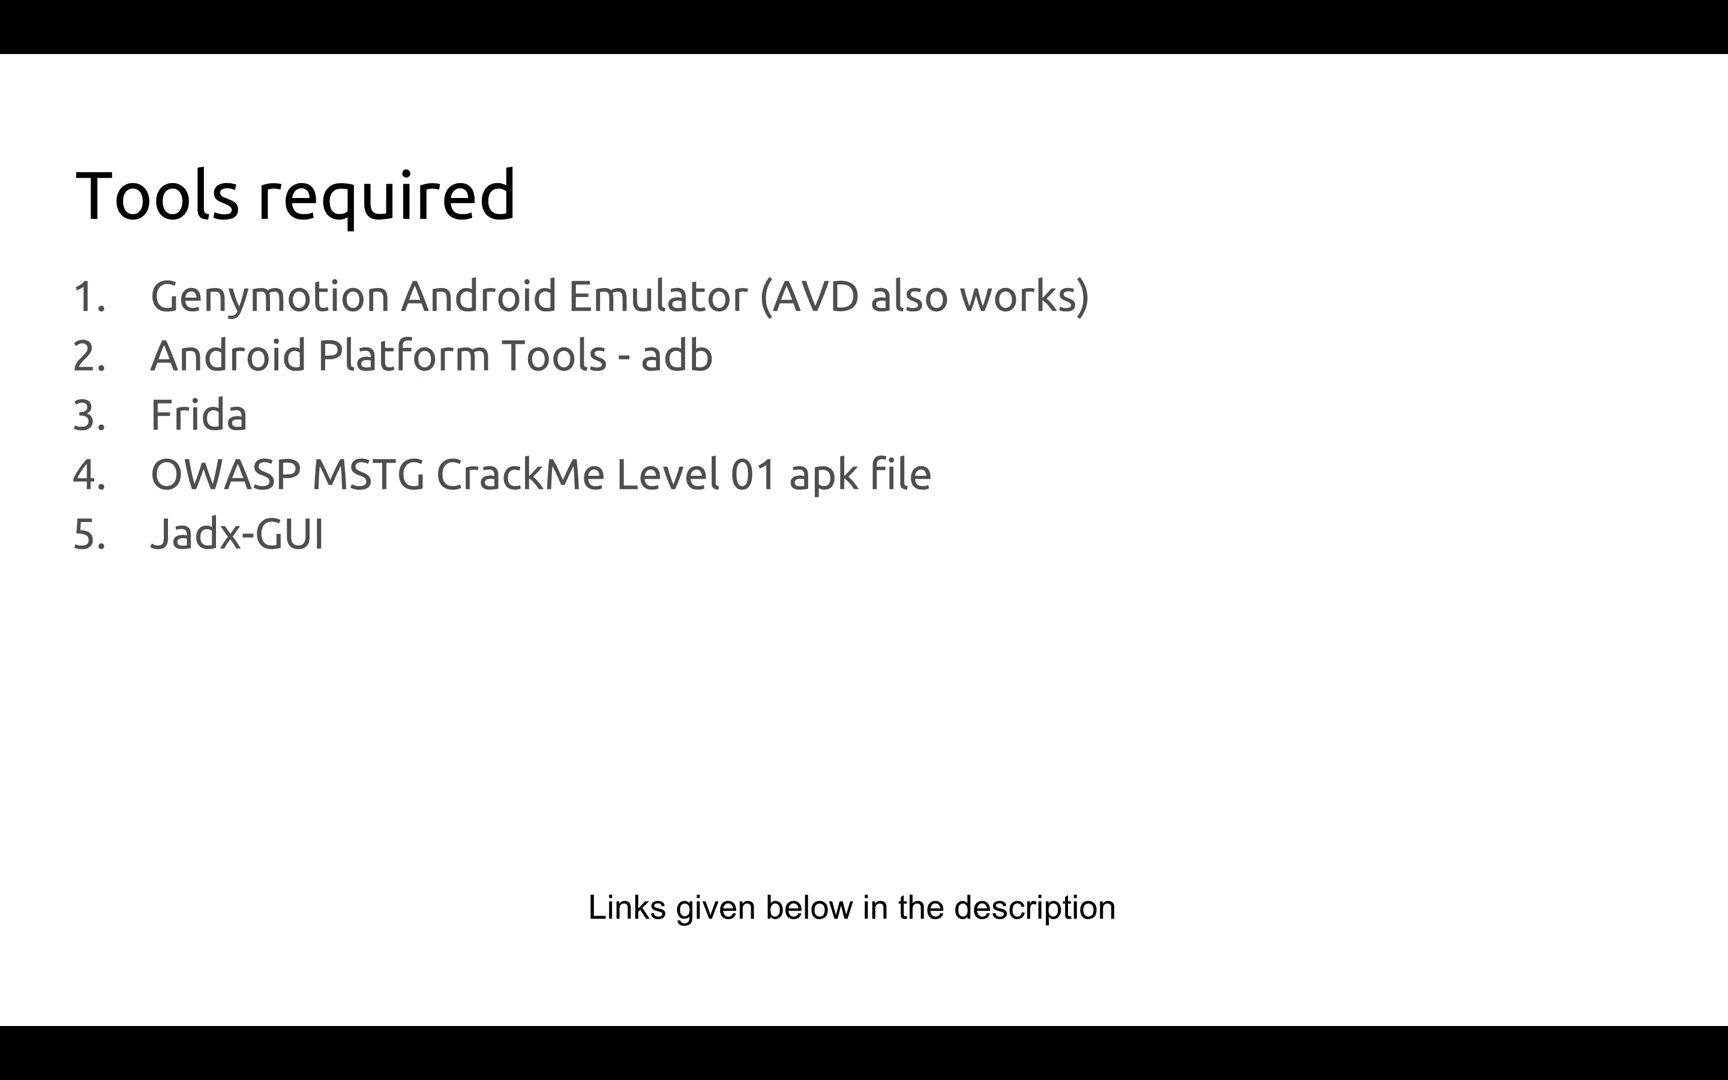 Tools required
1. Genymotion Android Emulator (AVD also works)
2. Android Platform Tools - adb
3. Frida
4. OWASP MSTG CrackMe Level 01 apk file
5. Jadx-GUI
Links given below in the description